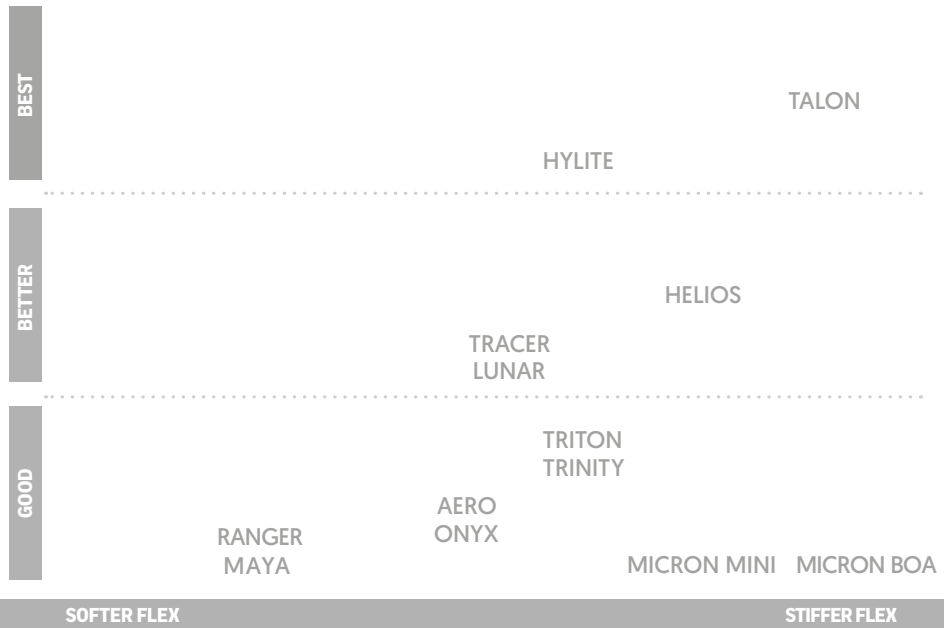 BEST
TALON
HYLITE
BETTER
HELIOS
TRACER
LUNAR
GOOD
TRITON
TRINITY
AERO
ONYX
RANGER
MAYA
MICRON MINI
MICRON BOA
SOFTER FLEX
STIFFER FLEX